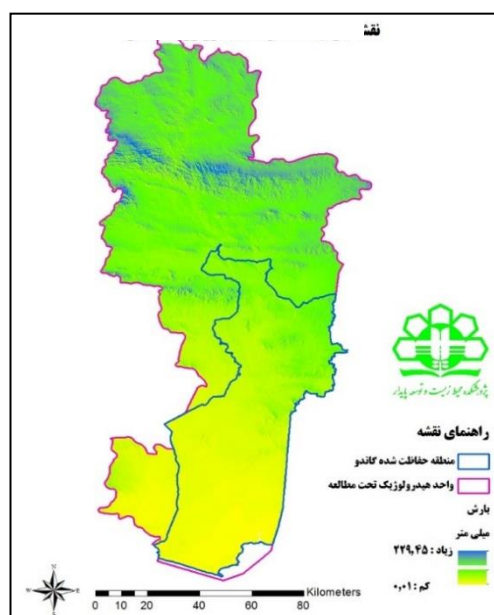 نقش
پژوهشکده محیط زیست و توسعه پایدار
راهنمای نقشه
منطقه حفاظت شده گاندو
واحد هیدرولوژیک تحت مطالعه
بارش
میلی متر
زیاد : ۲۲۹,۴۵
کم : ۰,۰۱
N
W E
S
Kilometers
0 10 20 40 60 80